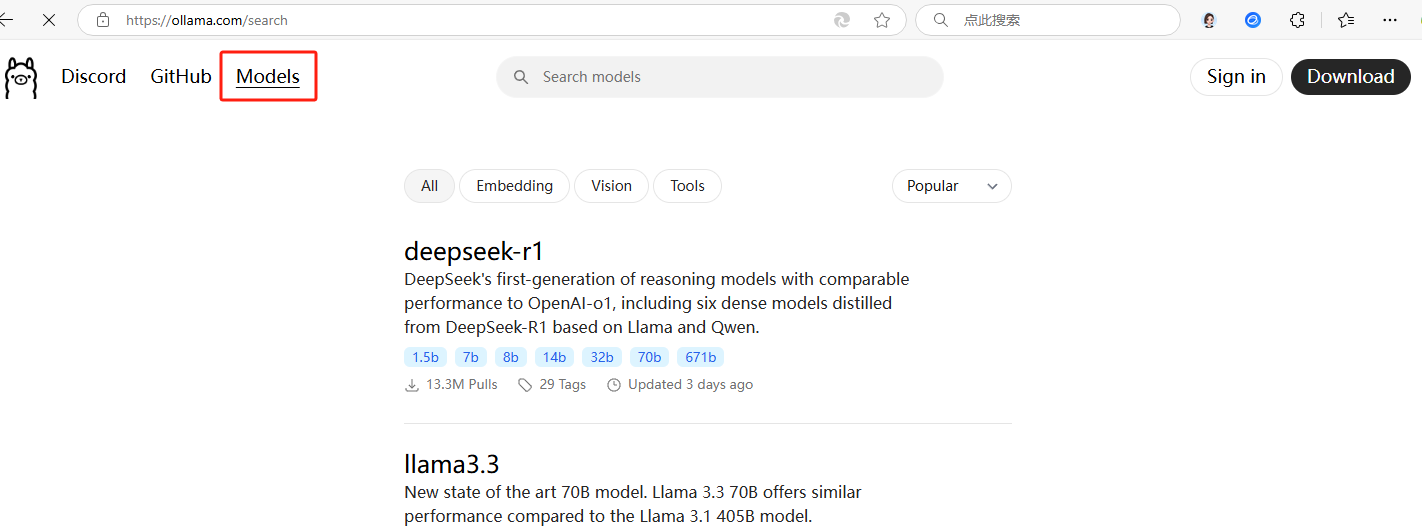 https://ollama.com/search
点此搜索
Discord GitHub Models
Search models
Sign in
Download
All Embedding Vision Tools
Popular
deepseek-r1
DeepSeek's first-generation of reasoning models with comparable
performance to OpenAI-o1, including six dense models distilled
from DeepSeek-R1 based on Llama and Qwen.
1.5b 7b 8b 14b 32b 70b 671b
13.3M Pulls 29 Tags Updated 3 days ago
llama3.3
New state of the art 70B model. Llama 3.3 70B offers similar
performance compared to the Llama 3.1 405B model.